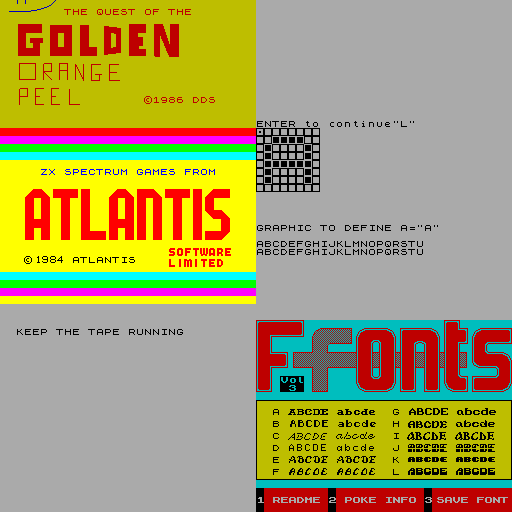 THE QUEST OF THE
GOLDEN
ORANGE
PEEL
©1986 DDS
ZX SPECTRUM GAMES FROM
ATLANTIS
SOFTWARE
LIMITED
©1984 ATLANTIS
KEEP THE TAPE RUNNING
ENTER to continue"L"
GRAPHIC TO DEFINE A="A"
ABCDEFGHIJKLMNOPQRSTU
ABCDEFGHIJKLMNOPQRSTU
F-fonts
Vol
3
A ABCDE abcde G ABCDE abcde
B ABCDE abcde H ABCDE abcde
C ABCDE abcde I ABCDE ABCDE
D ABCDE abcde J ABCDE ABCDE
E ABCDE ABCDE K ABCDE ABCDE
F ABCDE ABCDE L ABCDE ABCDE
1 README 2 POKE INFO 3 SAVE FONT